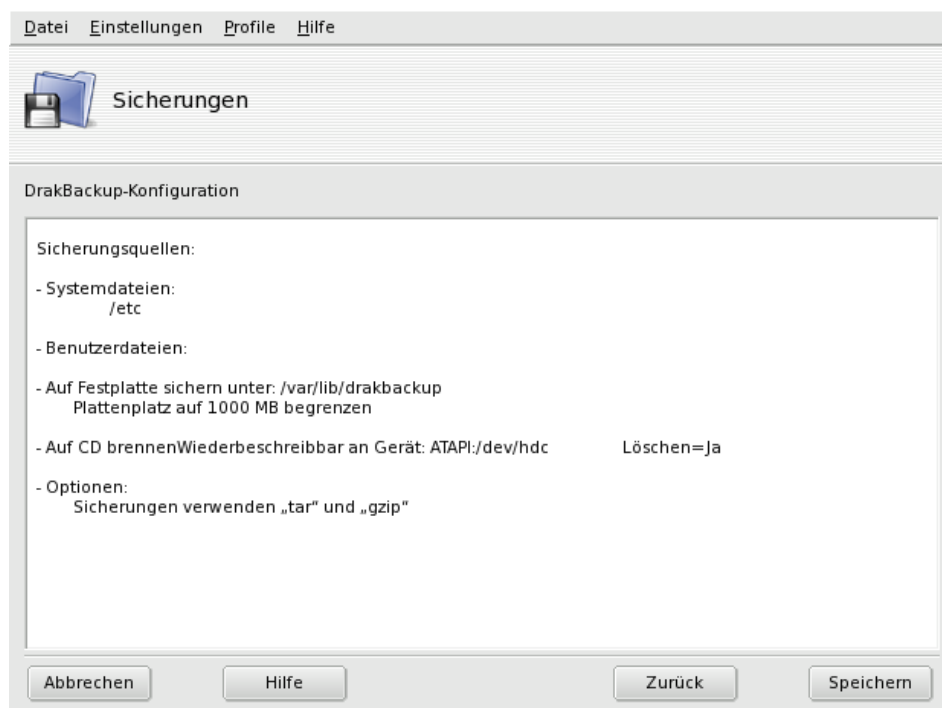 Datei Einstellungen Profile Hilfe
Sicherungen
DrakBackup-Konfiguration
Sicherungsquellen:
- Systemdateien:
/etc
- Benutzerdateien:
- Auf Festplatte sichern unter: /var/lib/drakbackup
Plattenplatz auf 1000 MB begrenzen
- Auf CD brennenWiederbeschreibbar an Gerät: ATAPI:/dev/hdc Löschen=Ja
- Optionen:
Sicherungen verwenden „tar“ und „gzip“
Abbrechen Hilfe Zurück Speichern